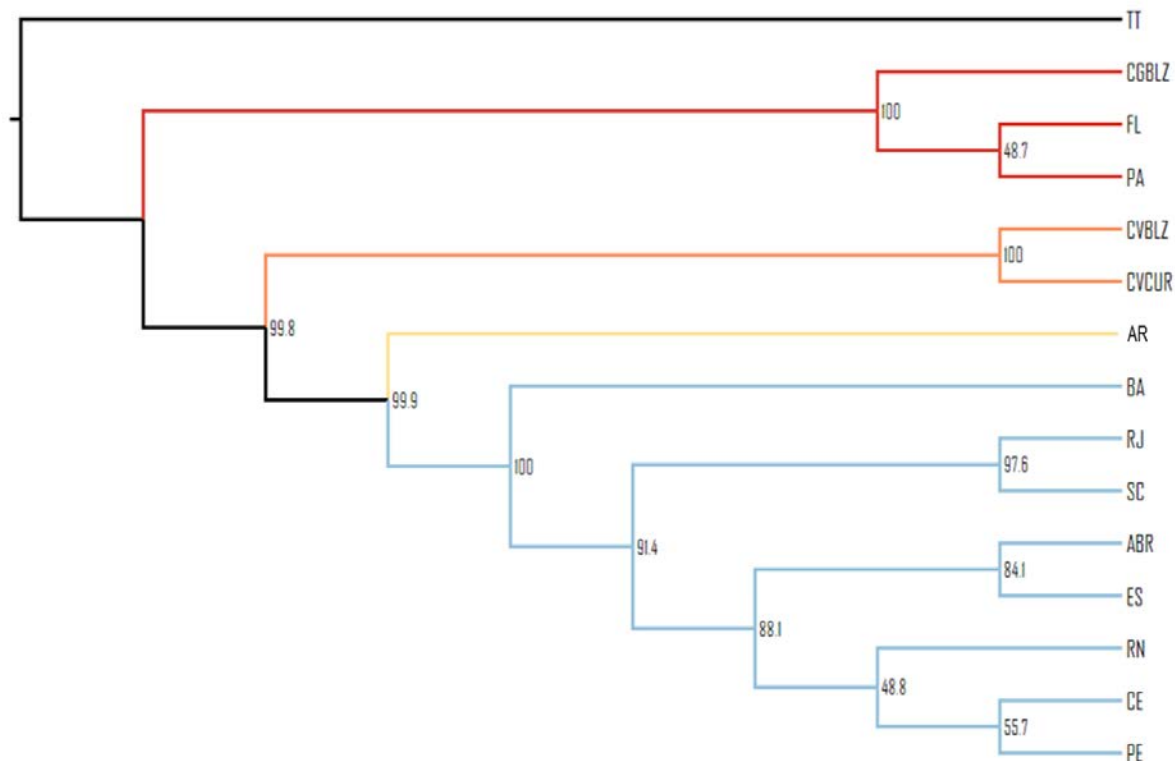 TT
CGBLZ
100
FL
48.7
PA
CVBLZ
100
CVCUR
99.8
AR
BA
99.9
RJ
97.6
100
SC
91.4
ABR
84.1
ES
88.1
RN
48.8
CE
55.7
PE